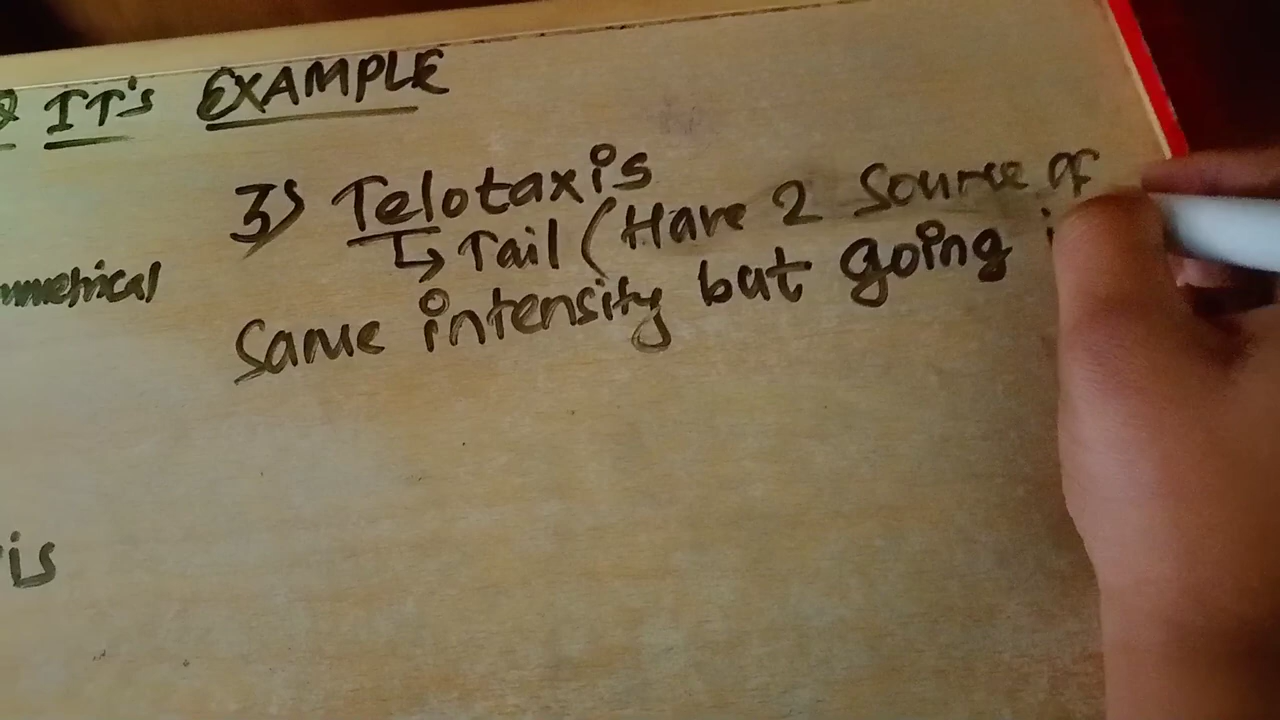 IT's EXAMPLE
3) Telotaxis
↳ Tail (Have 2 Source of
Same intensity but going